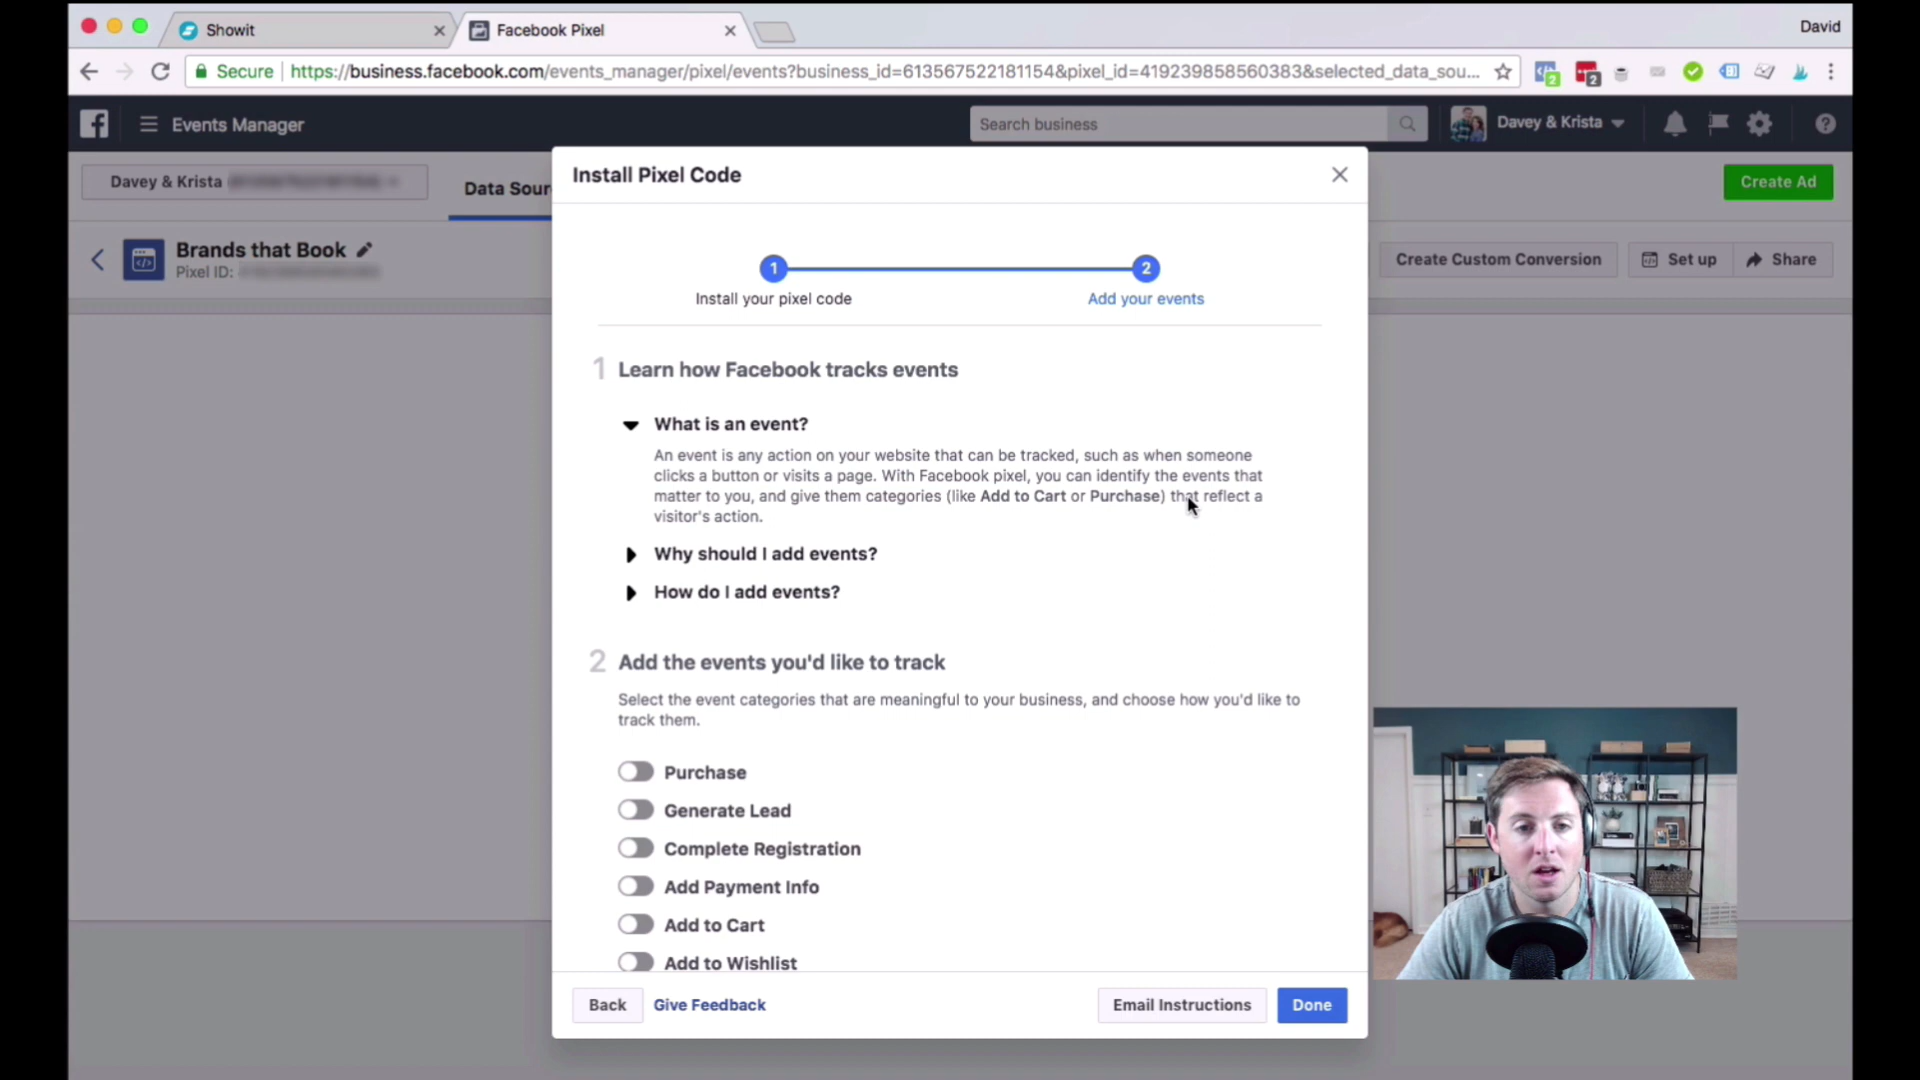 Showit
Facebook Pixel
David
Secure
https://business.facebook.com/events_manager/pixel/events?business_id=613567522181154&pixel_id=419239858560383&selected_data_sou...
2
2
Events Manager
Search business
Davey & Krista
Davey & Krista
Data Sour
Create Ad
Brands that Book
Pixel ID:
Create Custom Conversion
Set up
Share
Install Pixel Code
1
2
Install your pixel code
Add your events
1 Learn how Facebook tracks events
What is an event?
An event is any action on your website that can be tracked, such as when someone
clicks a button or visits a page. With Facebook pixel, you can identify the events that
matter to you, and give them categories (like Add to Cart or Purchase) that reflect a
visitor's action.
Why should I add events?
How do I add events?
2 Add the events you'd like to track
Select the event categories that are meaningful to your business, and choose how you'd like to
track them.
Purchase
Generate Lead
Complete Registration
Add Payment Info
Add to Cart
Add to Wishlist
Back
Give Feedback
Email Instructions
Done